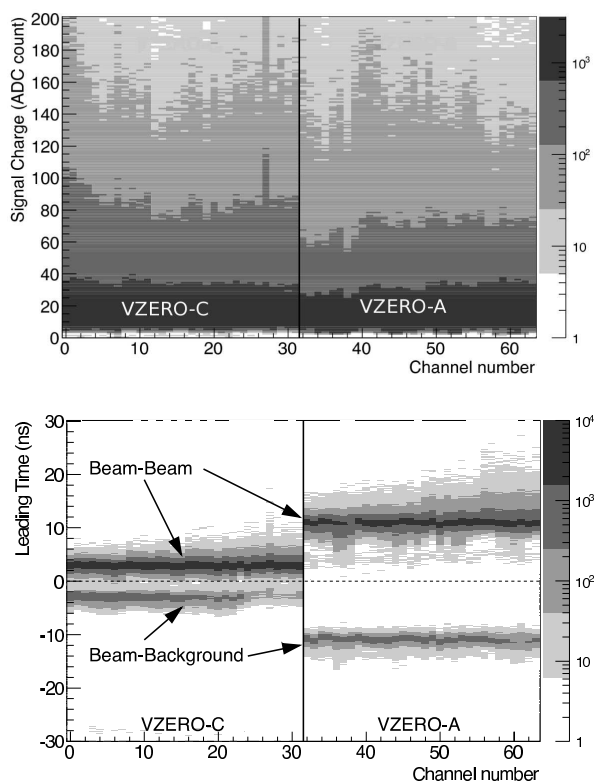 Signal Charge (ADC count)
200
180
160
140
120
100
80
60
40
20
0
VZERO-C
VZERO-A
0 10 20 30 40 50 60
Channel number
10³
10²
10
1
Leading Time (ns)
30
20
10
0
-10
-20
-30
Beam-Beam
Beam-Background
VZERO-C
VZERO-A
0 10 20 30 40 50 60
Channel number
10⁴
10³
10²
10
1